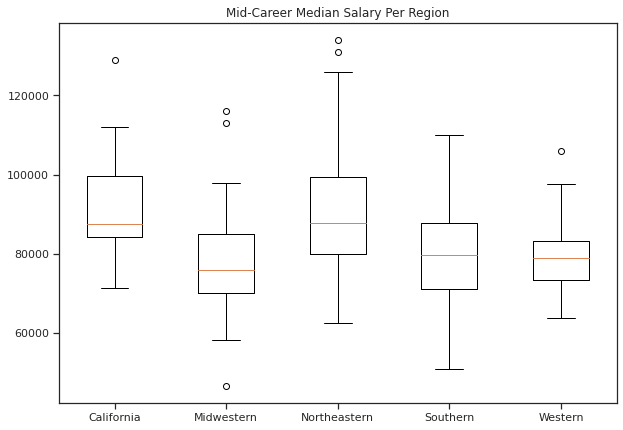 Mid-Career Median Salary Per Region
120000
100000
80000
60000
California Midwestern Northeastern Southern Western